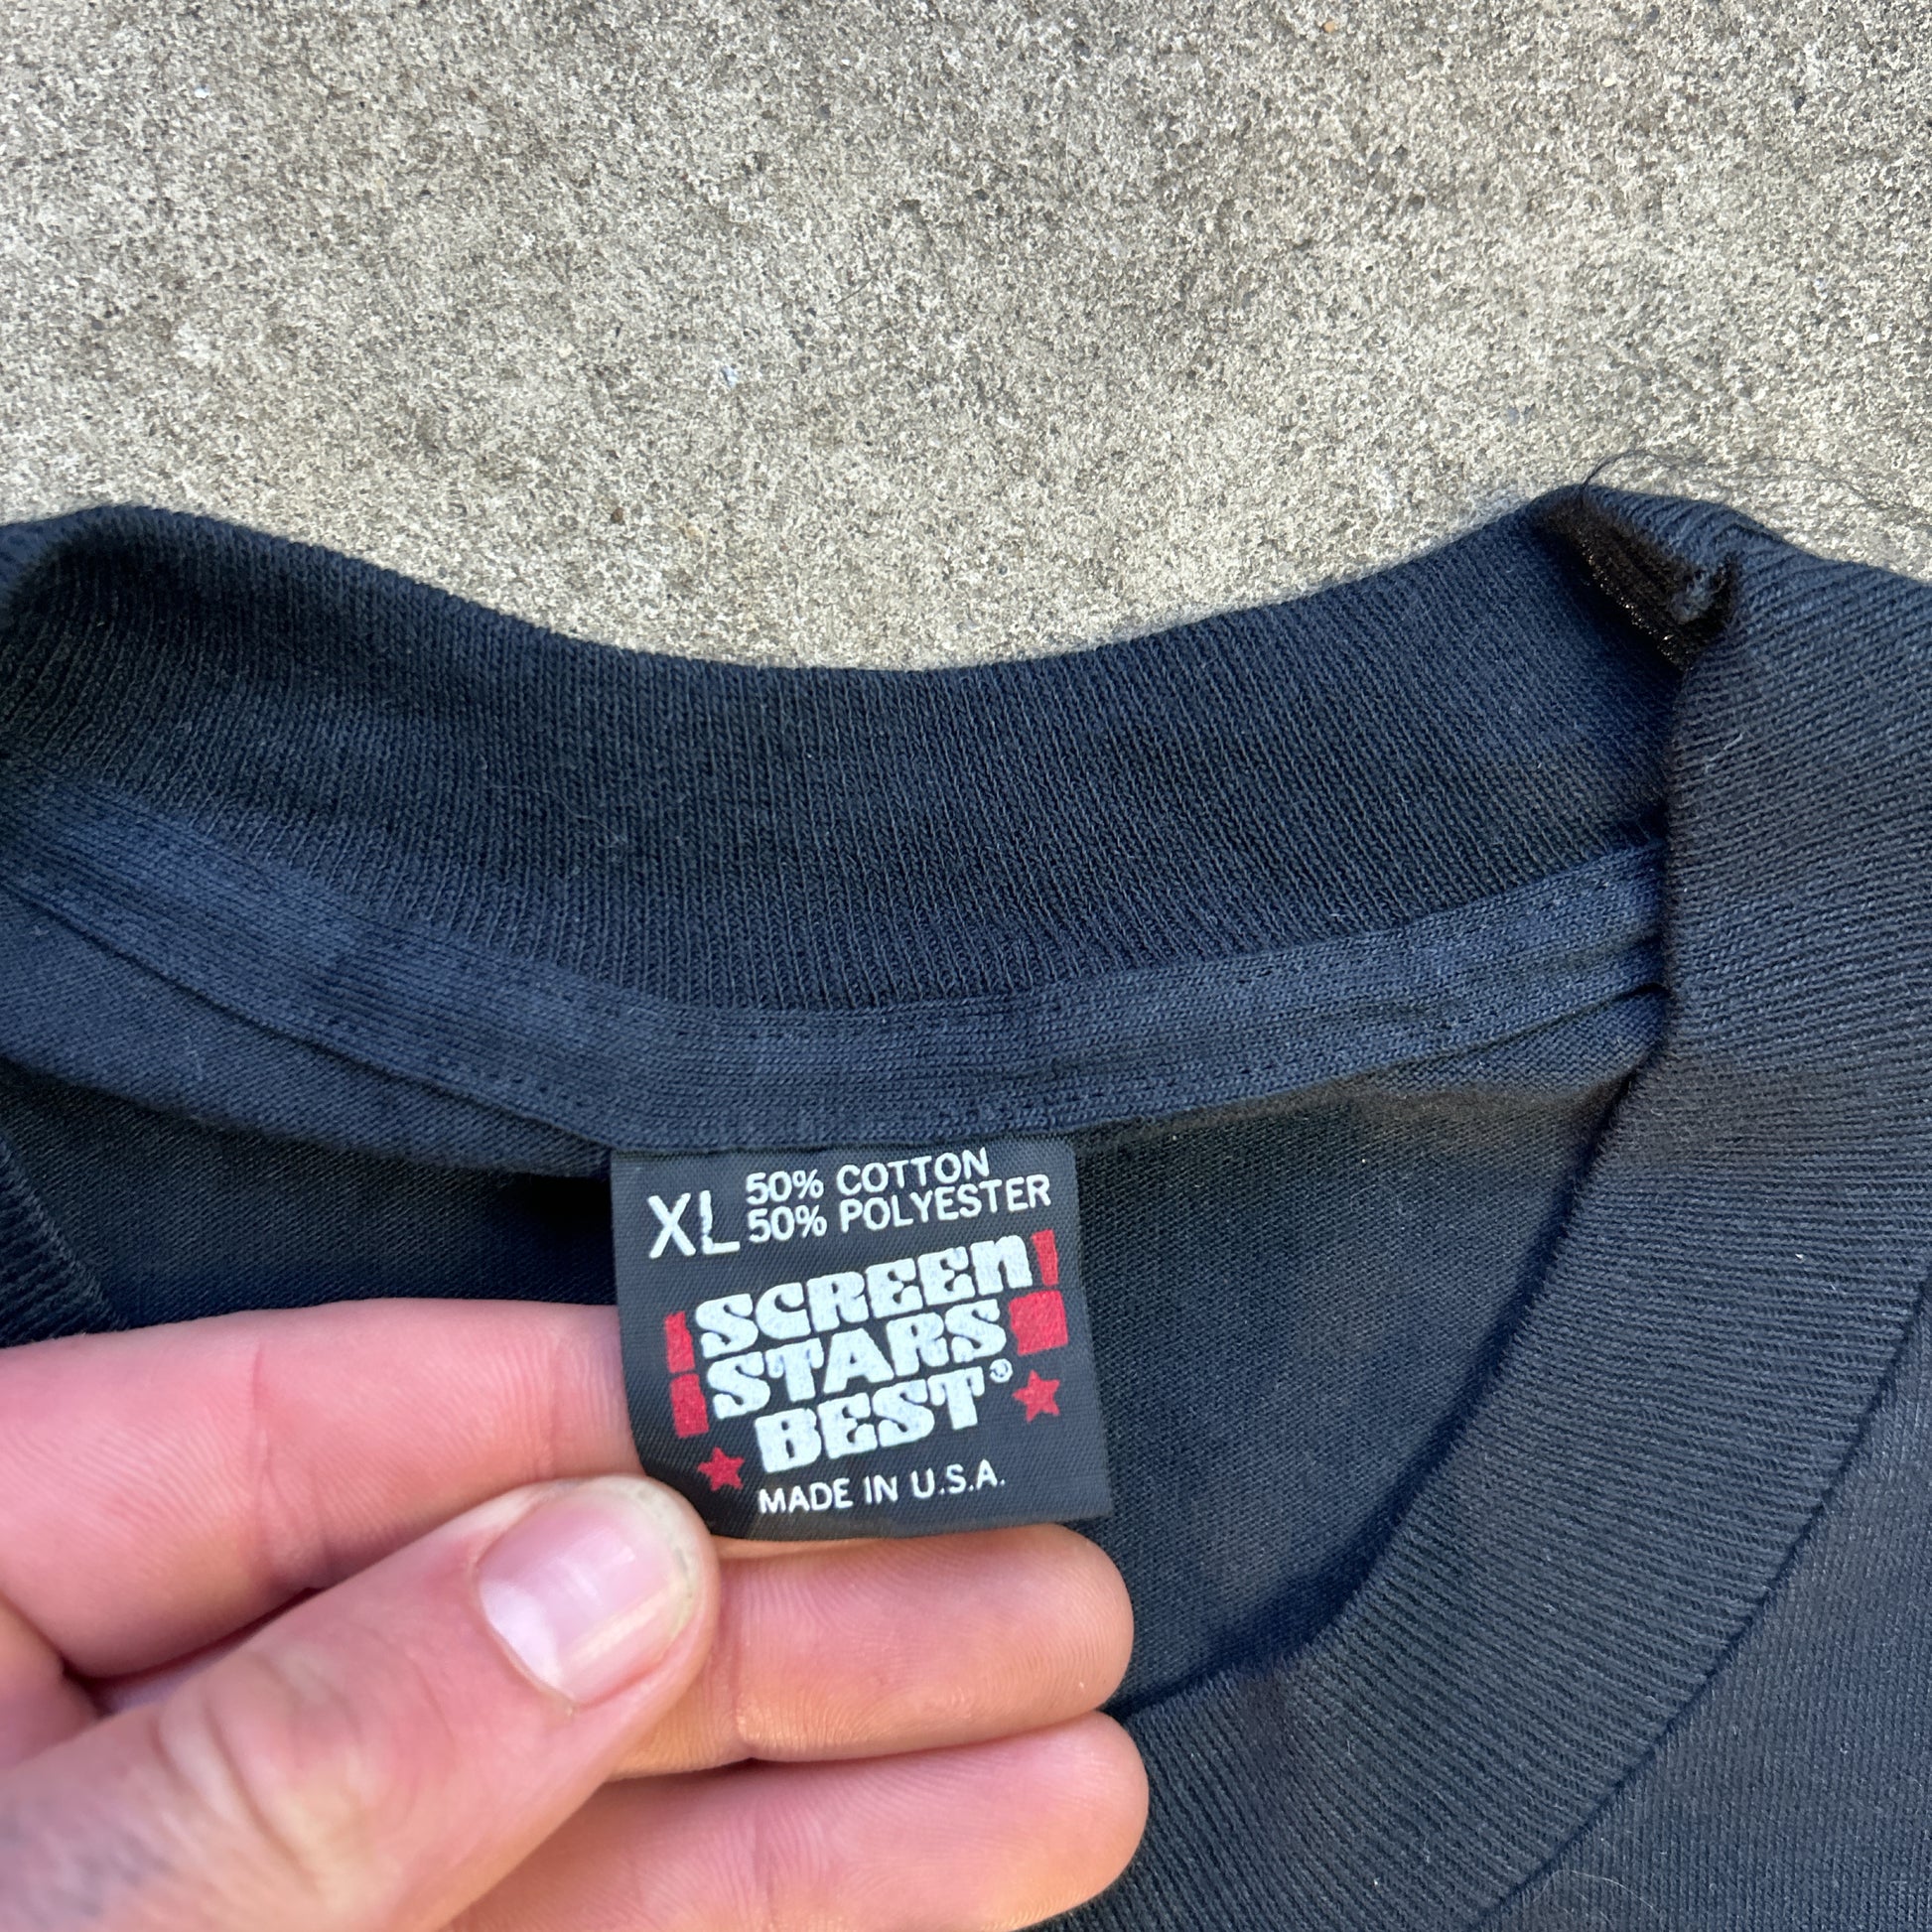 XL 50% COTTON
50% POLYESTER
SCREEN
STARS
BEST®
MADE IN U.S.A.